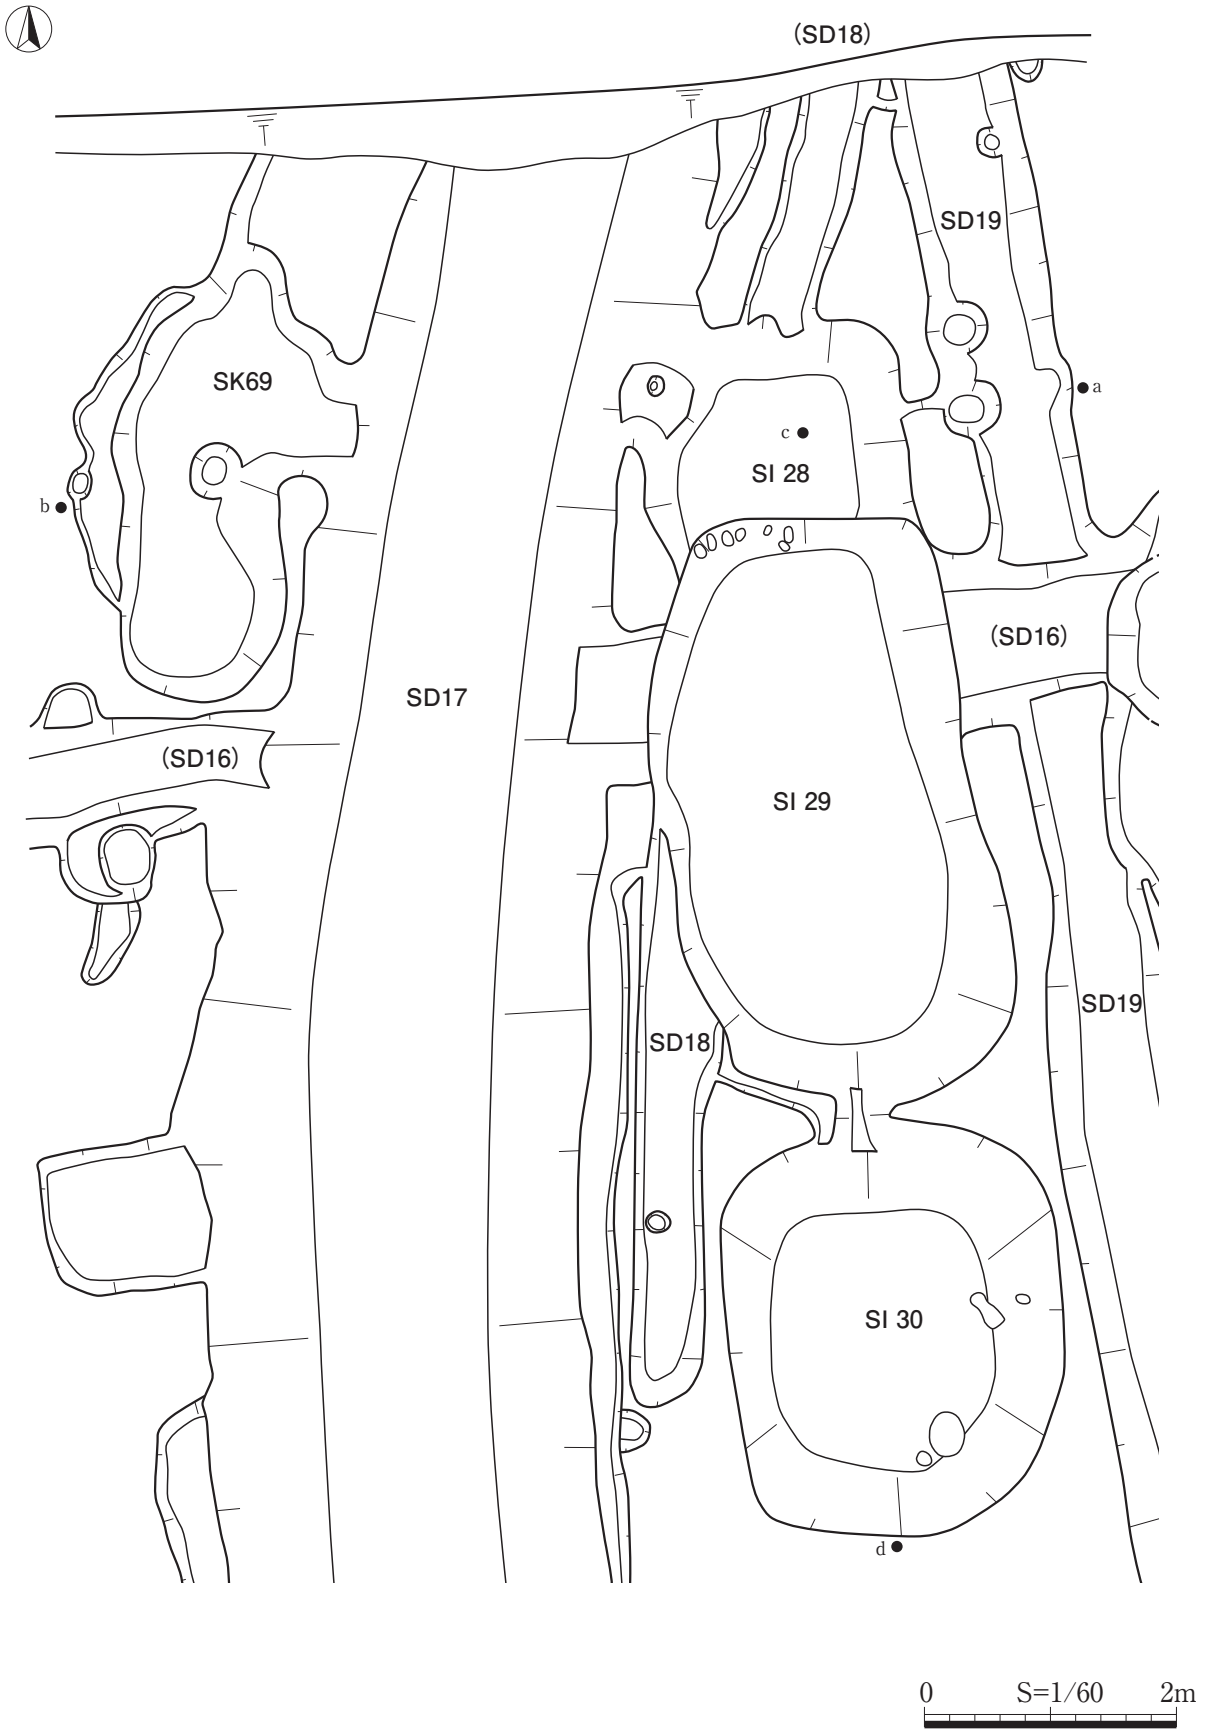 (SD18)
SD19
SK69
a
c
SI 28
b
(SD16)
SD17
(SD16)
SI 29
SD19
SD18
SI 30
d
0 S=1/60 2m